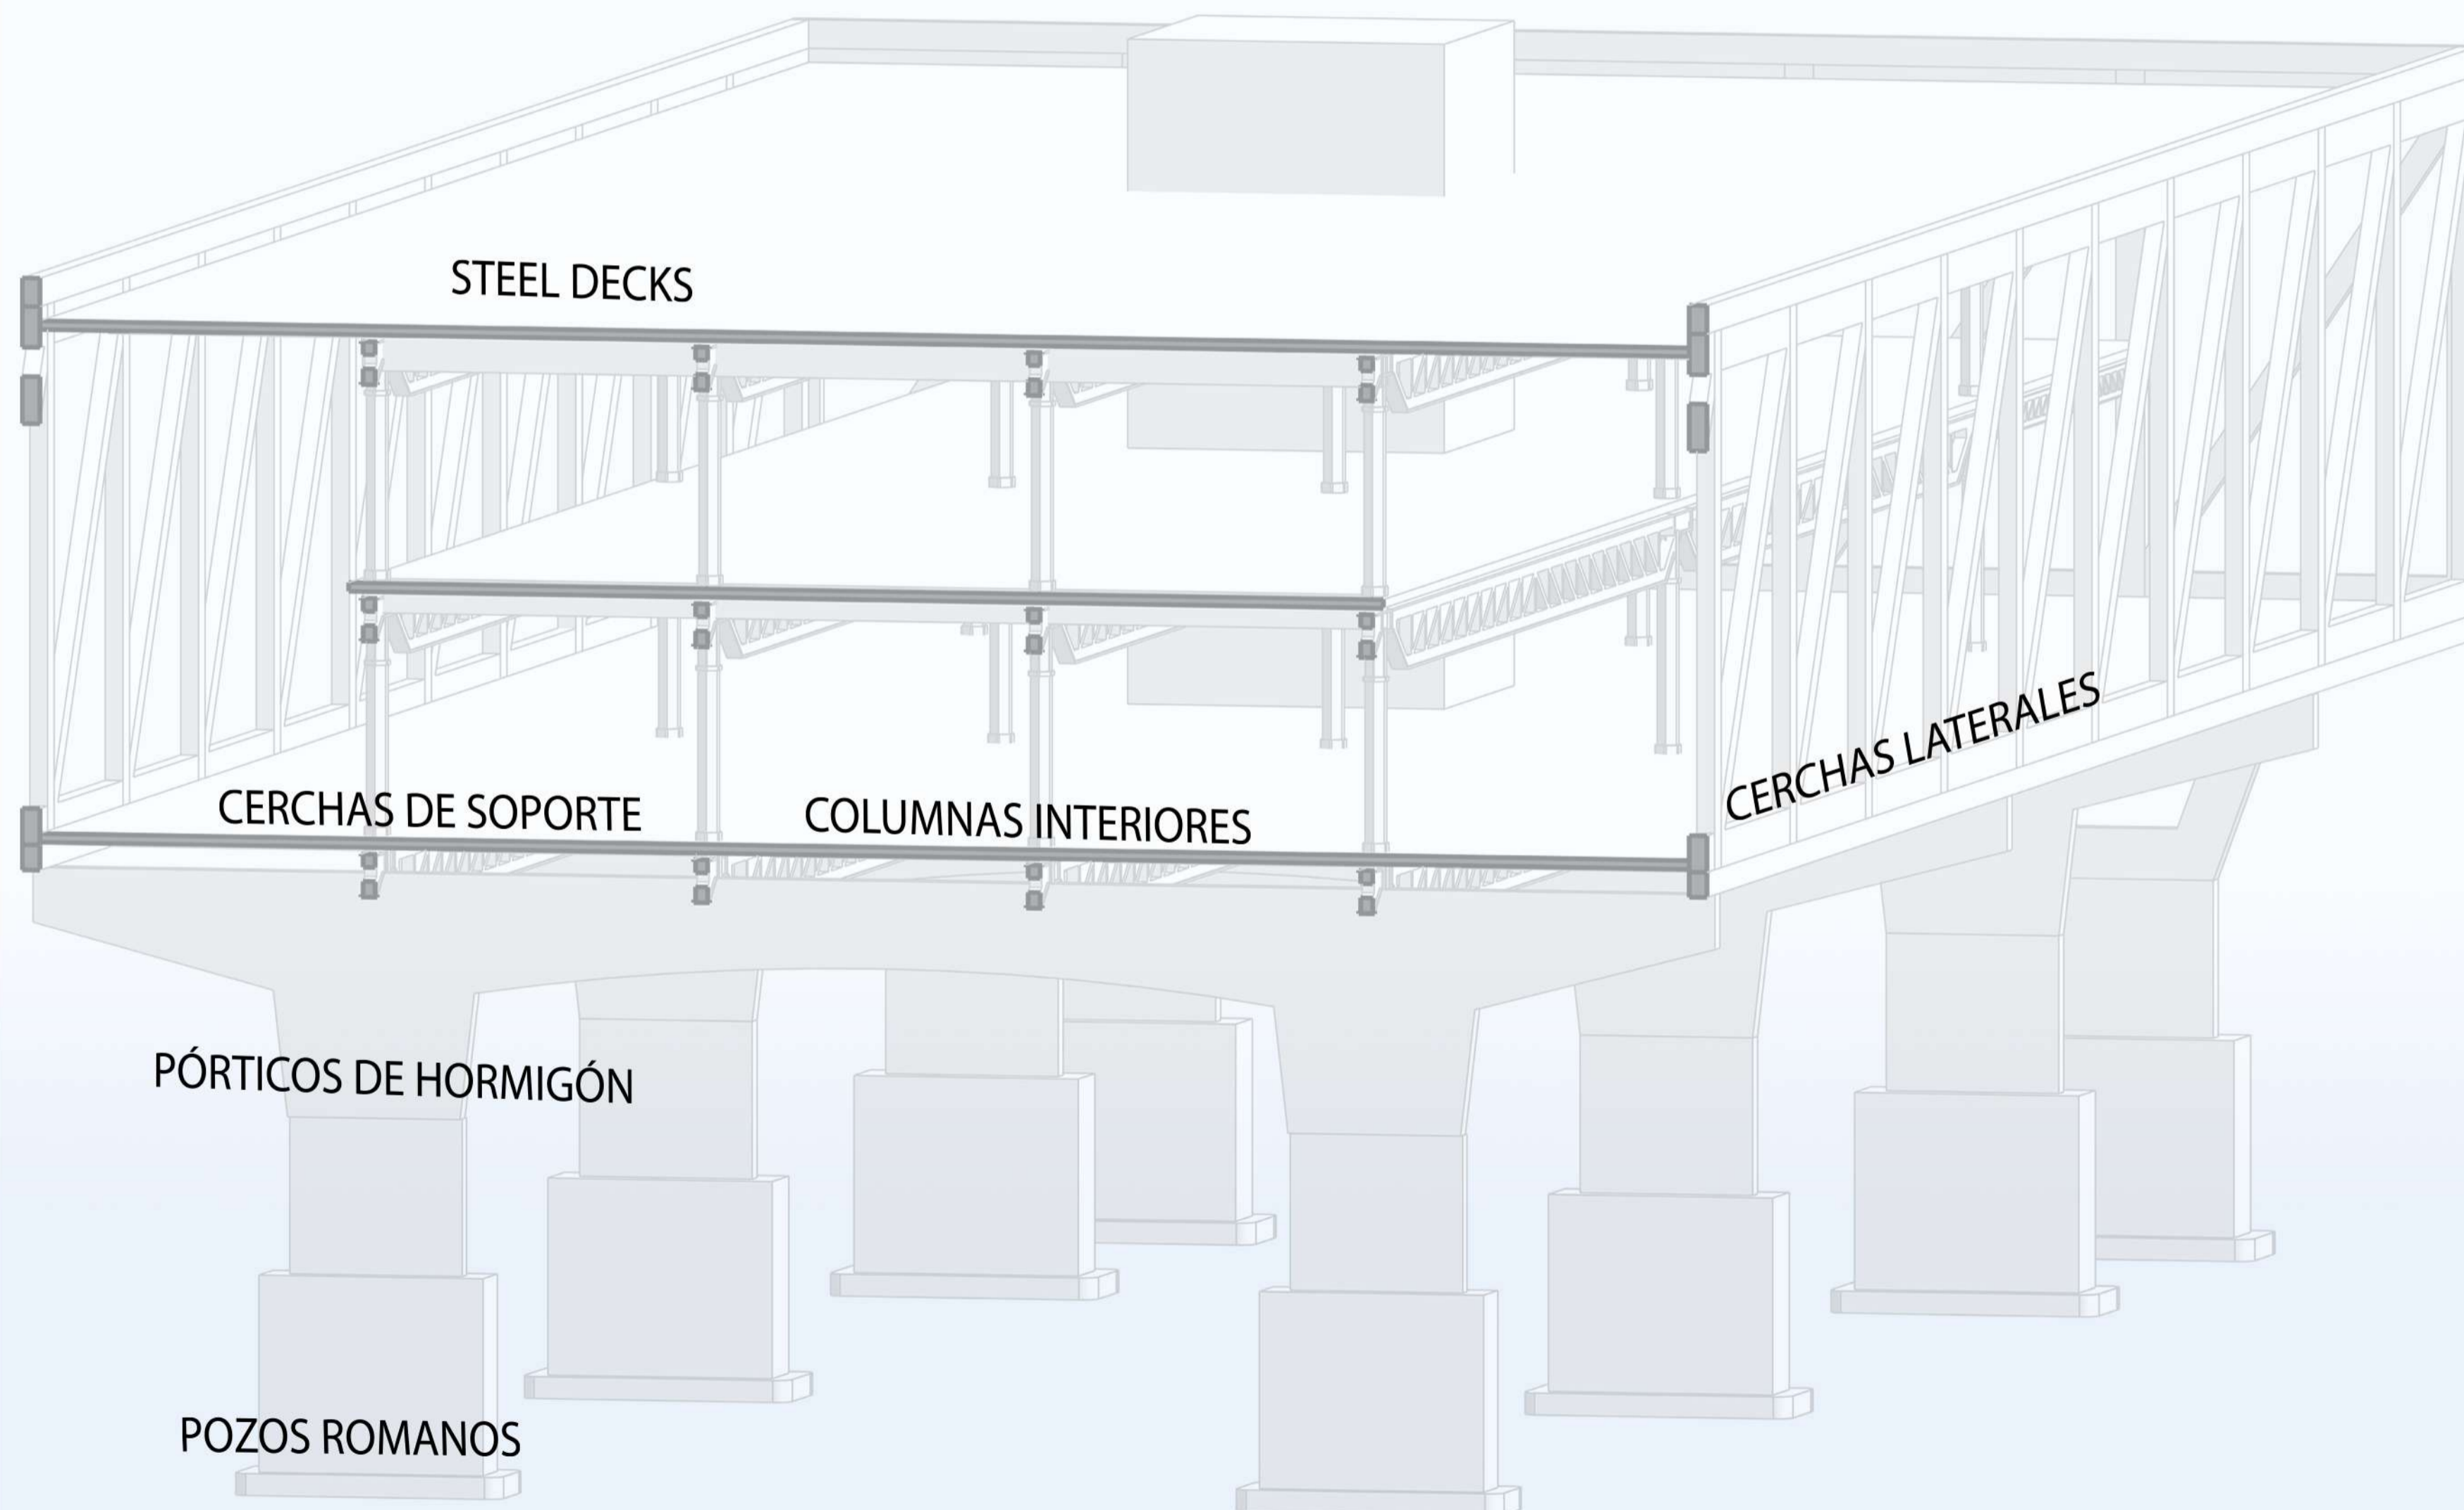 STEEL DECKS
CERCHAS LATERALES
CERCHAS DE SOPORTE
COLUMNAS INTERIORES
PÓRTICOS DE HORMIGÓN
POZOS ROMANOS